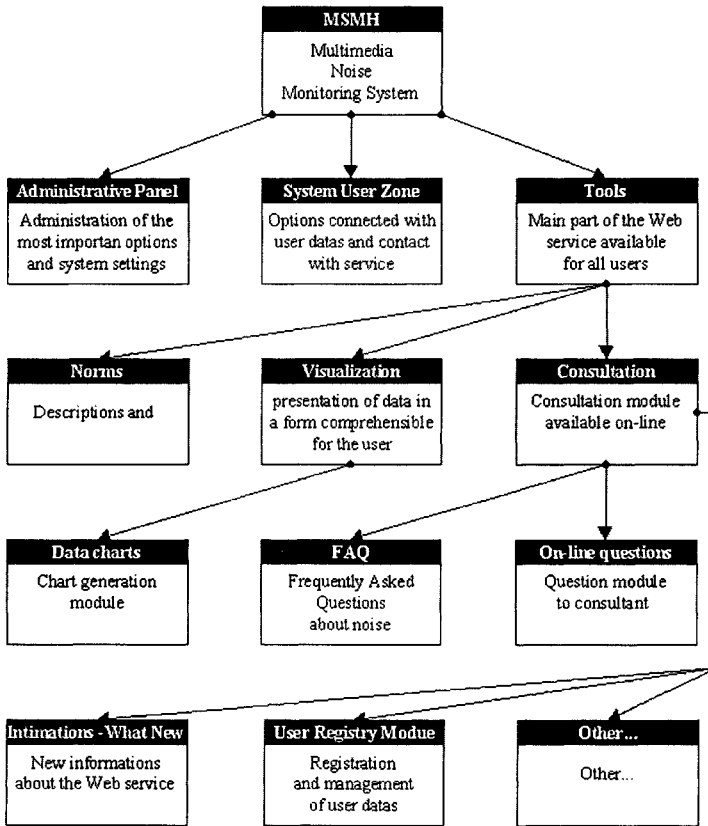 MSMH
Multimedia
Noise
Monitoring System
Administrative Panel
Administration of the
most importan options
and system settings
System User Zone
Options connected with
user datas and contact
with service
Tools
Main part of the Web
service available
for all users
Norms
Descriptions and
Visualization
presentation of data in
a form comprehensible
for the user
Consultation
Consultation module
available on-line
Data charts
Chart generation
module
FAQ
Frequently Asked
Questions
about noise
On-line questions
Question module
to consultant
Intimations - What New
New informations
about the Web service
User Registry Modue
Registration
and management
of user datas
Other...
Other...